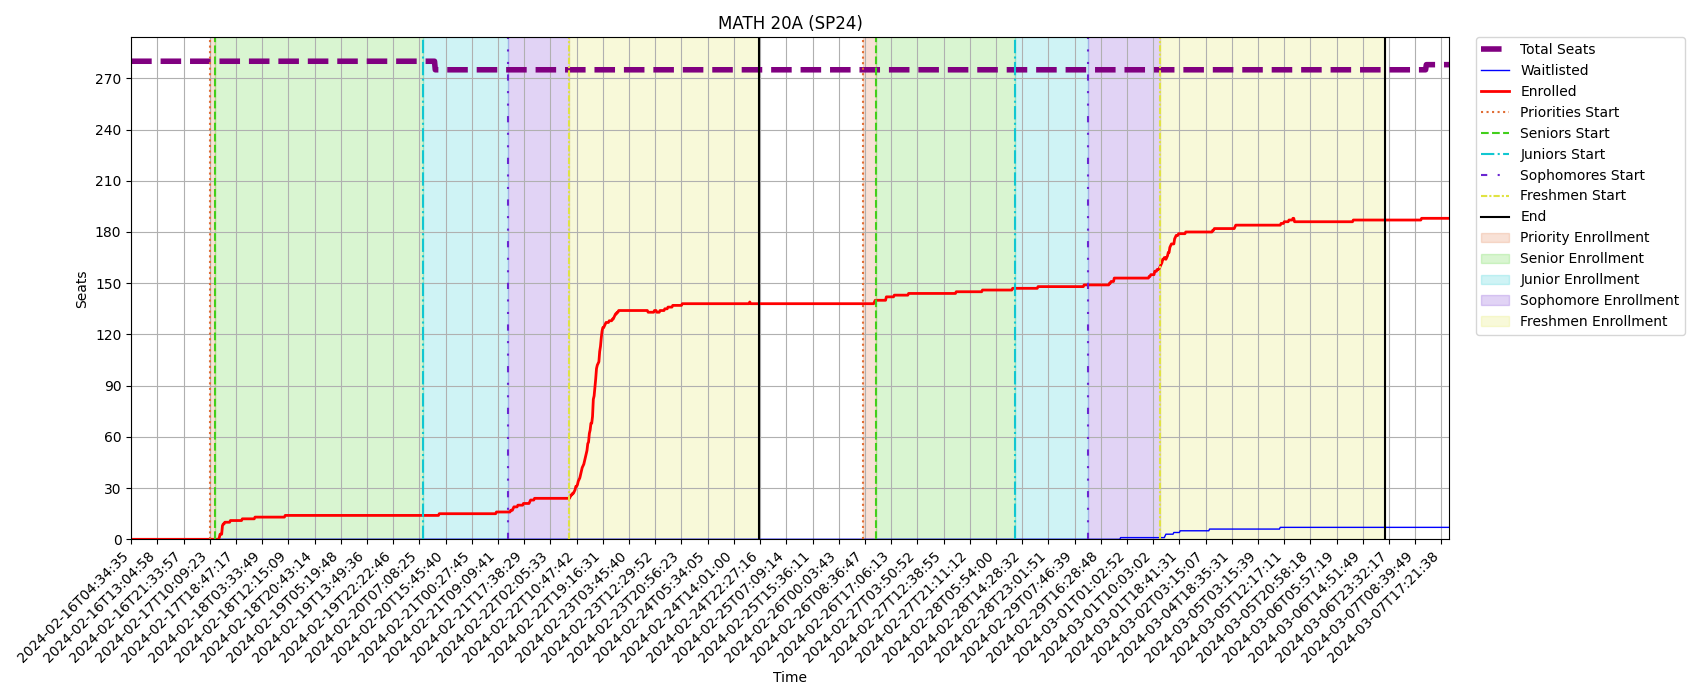 MATH 20A (SP24)
Total Seats
Waitlisted
Enrolled
Priorities Start
Seniors Start
Juniors Start
Sophomores Start
Freshmen Start
End
Priority Enrollment
Senior Enrollment
Junior Enrollment
Sophomore Enrollment
Freshmen Enrollment
Seats
270
240
210
180
150
120
90
60
30
0
2024-02-16T04:34:35
2024-02-16T13:04:58
2024-02-16T21:33:57
2024-02-17T10:09:23
2024-02-17T18:47:17
2024-02-18T03:33:49
2024-02-18T12:15:09
2024-02-18T20:43:14
2024-02-19T05:19:48
2024-02-19T13:49:36
2024-02-19T22:22:46
2024-02-20T07:08:25
2024-02-20T15:45:40
2024-02-21T00:27:45
2024-02-21T09:09:41
2024-02-21T17:38:29
2024-02-22T02:05:33
2024-02-22T10:47:42
2024-02-22T19:16:31
2024-02-23T03:45:40
2024-02-23T12:29:52
2024-02-23T20:56:23
2024-02-24T05:34:05
2024-02-24T14:01:00
2024-02-24T22:27:16
2024-02-25T07:09:14
2024-02-25T15:36:11
2024-02-26T00:03:43
2024-02-26T08:36:47
2024-02-26T17:06:13
2024-02-27T03:50:52
2024-02-27T12:38:55
2024-02-27T21:11:12
2024-02-28T05:54:00
2024-02-28T14:28:32
2024-02-28T23:01:51
2024-02-29T07:46:39
2024-02-29T16:28:48
2024-03-01T01:02:52
2024-03-01T10:03:02
2024-03-01T18:41:31
2024-03-02T03:15:07
2024-03-04T18:35:31
2024-03-05T03:15:39
2024-03-05T12:17:11
2024-03-05T20:58:18
2024-03-06T05:57:19
2024-03-06T14:51:49
2024-03-06T23:32:17
2024-03-07T08:39:49
2024-03-07T17:21:38
Time